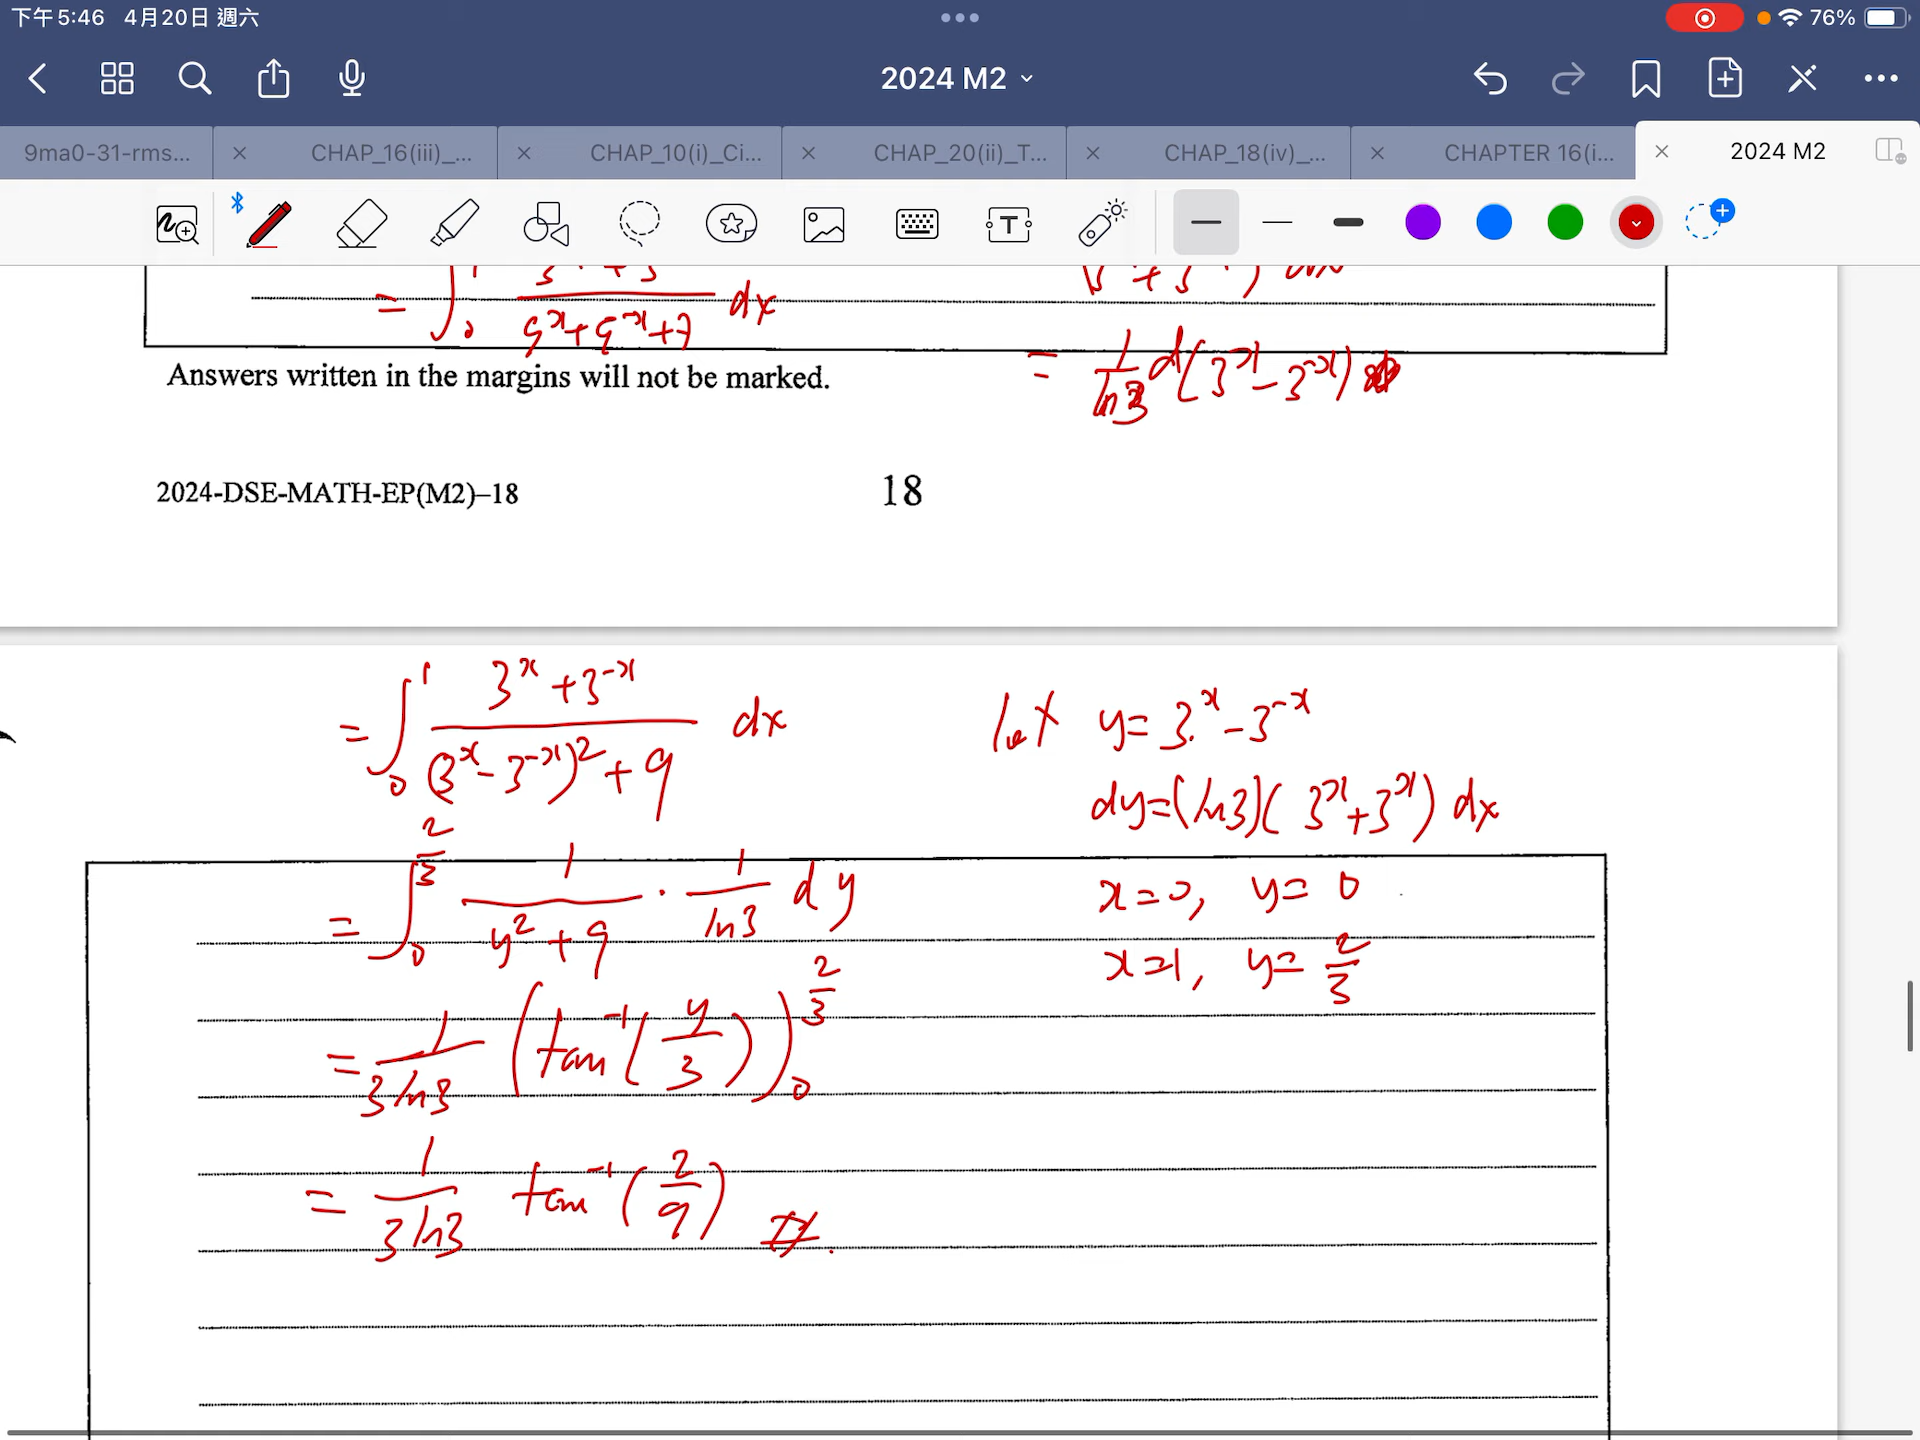 下午5:46 4月20日 週六
76%
2024 M2
9ma0-31-rms...
CHAP_16(iii)_...
CHAP_10(i)_Ci...
CHAP_20(ii)_T...
CHAP_18(iv)_...
CHAPTER 16(i...
2024 M2
= ∫₀ / 9^x + 9^-x + 7 dx
Answers written in the margins will not be marked.
= 1/ln3 d(3^x - 3^-x)
2024-DSE-MATH-EP(M2)–18
18
= ∫₀¹ (3^x + 3^-x) / ((3^x - 3^-x)² + 9) dx
let y = 3^x - 3^-x
dy = (ln3)(3^x + 3^x) dx
= ∫₀^(2/3) 1/(y² + 9) · 1/ln3 dy
x = 0, y = 0
x = 1, y = 2/3
= 1/(3 ln3) (tan⁻¹(y/3))₀^(2/3)
= 1/(3 ln3) tan⁻¹(2/9)